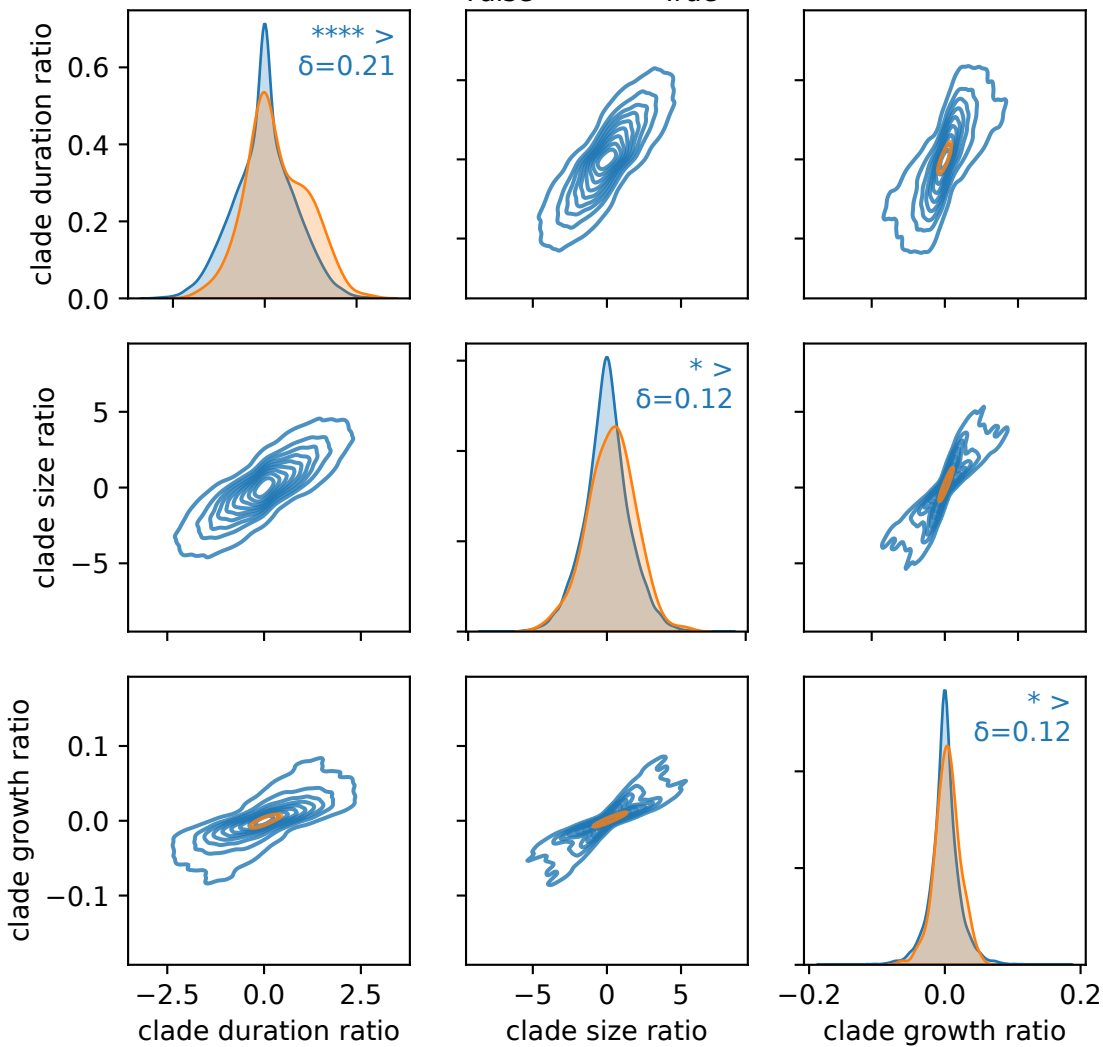 clade duration ratio
0.6
0.4
0.2
0.0
**** >
δ=0.21
clade size ratio
5
0
−5
* >
δ=0.12
clade growth ratio
0.1
0.0
−0.1
* >
δ=0.12
−2.5 0.0 2.5
−5 0 5
−0.2 0.0 0.2
clade duration ratio
clade size ratio
clade growth ratio